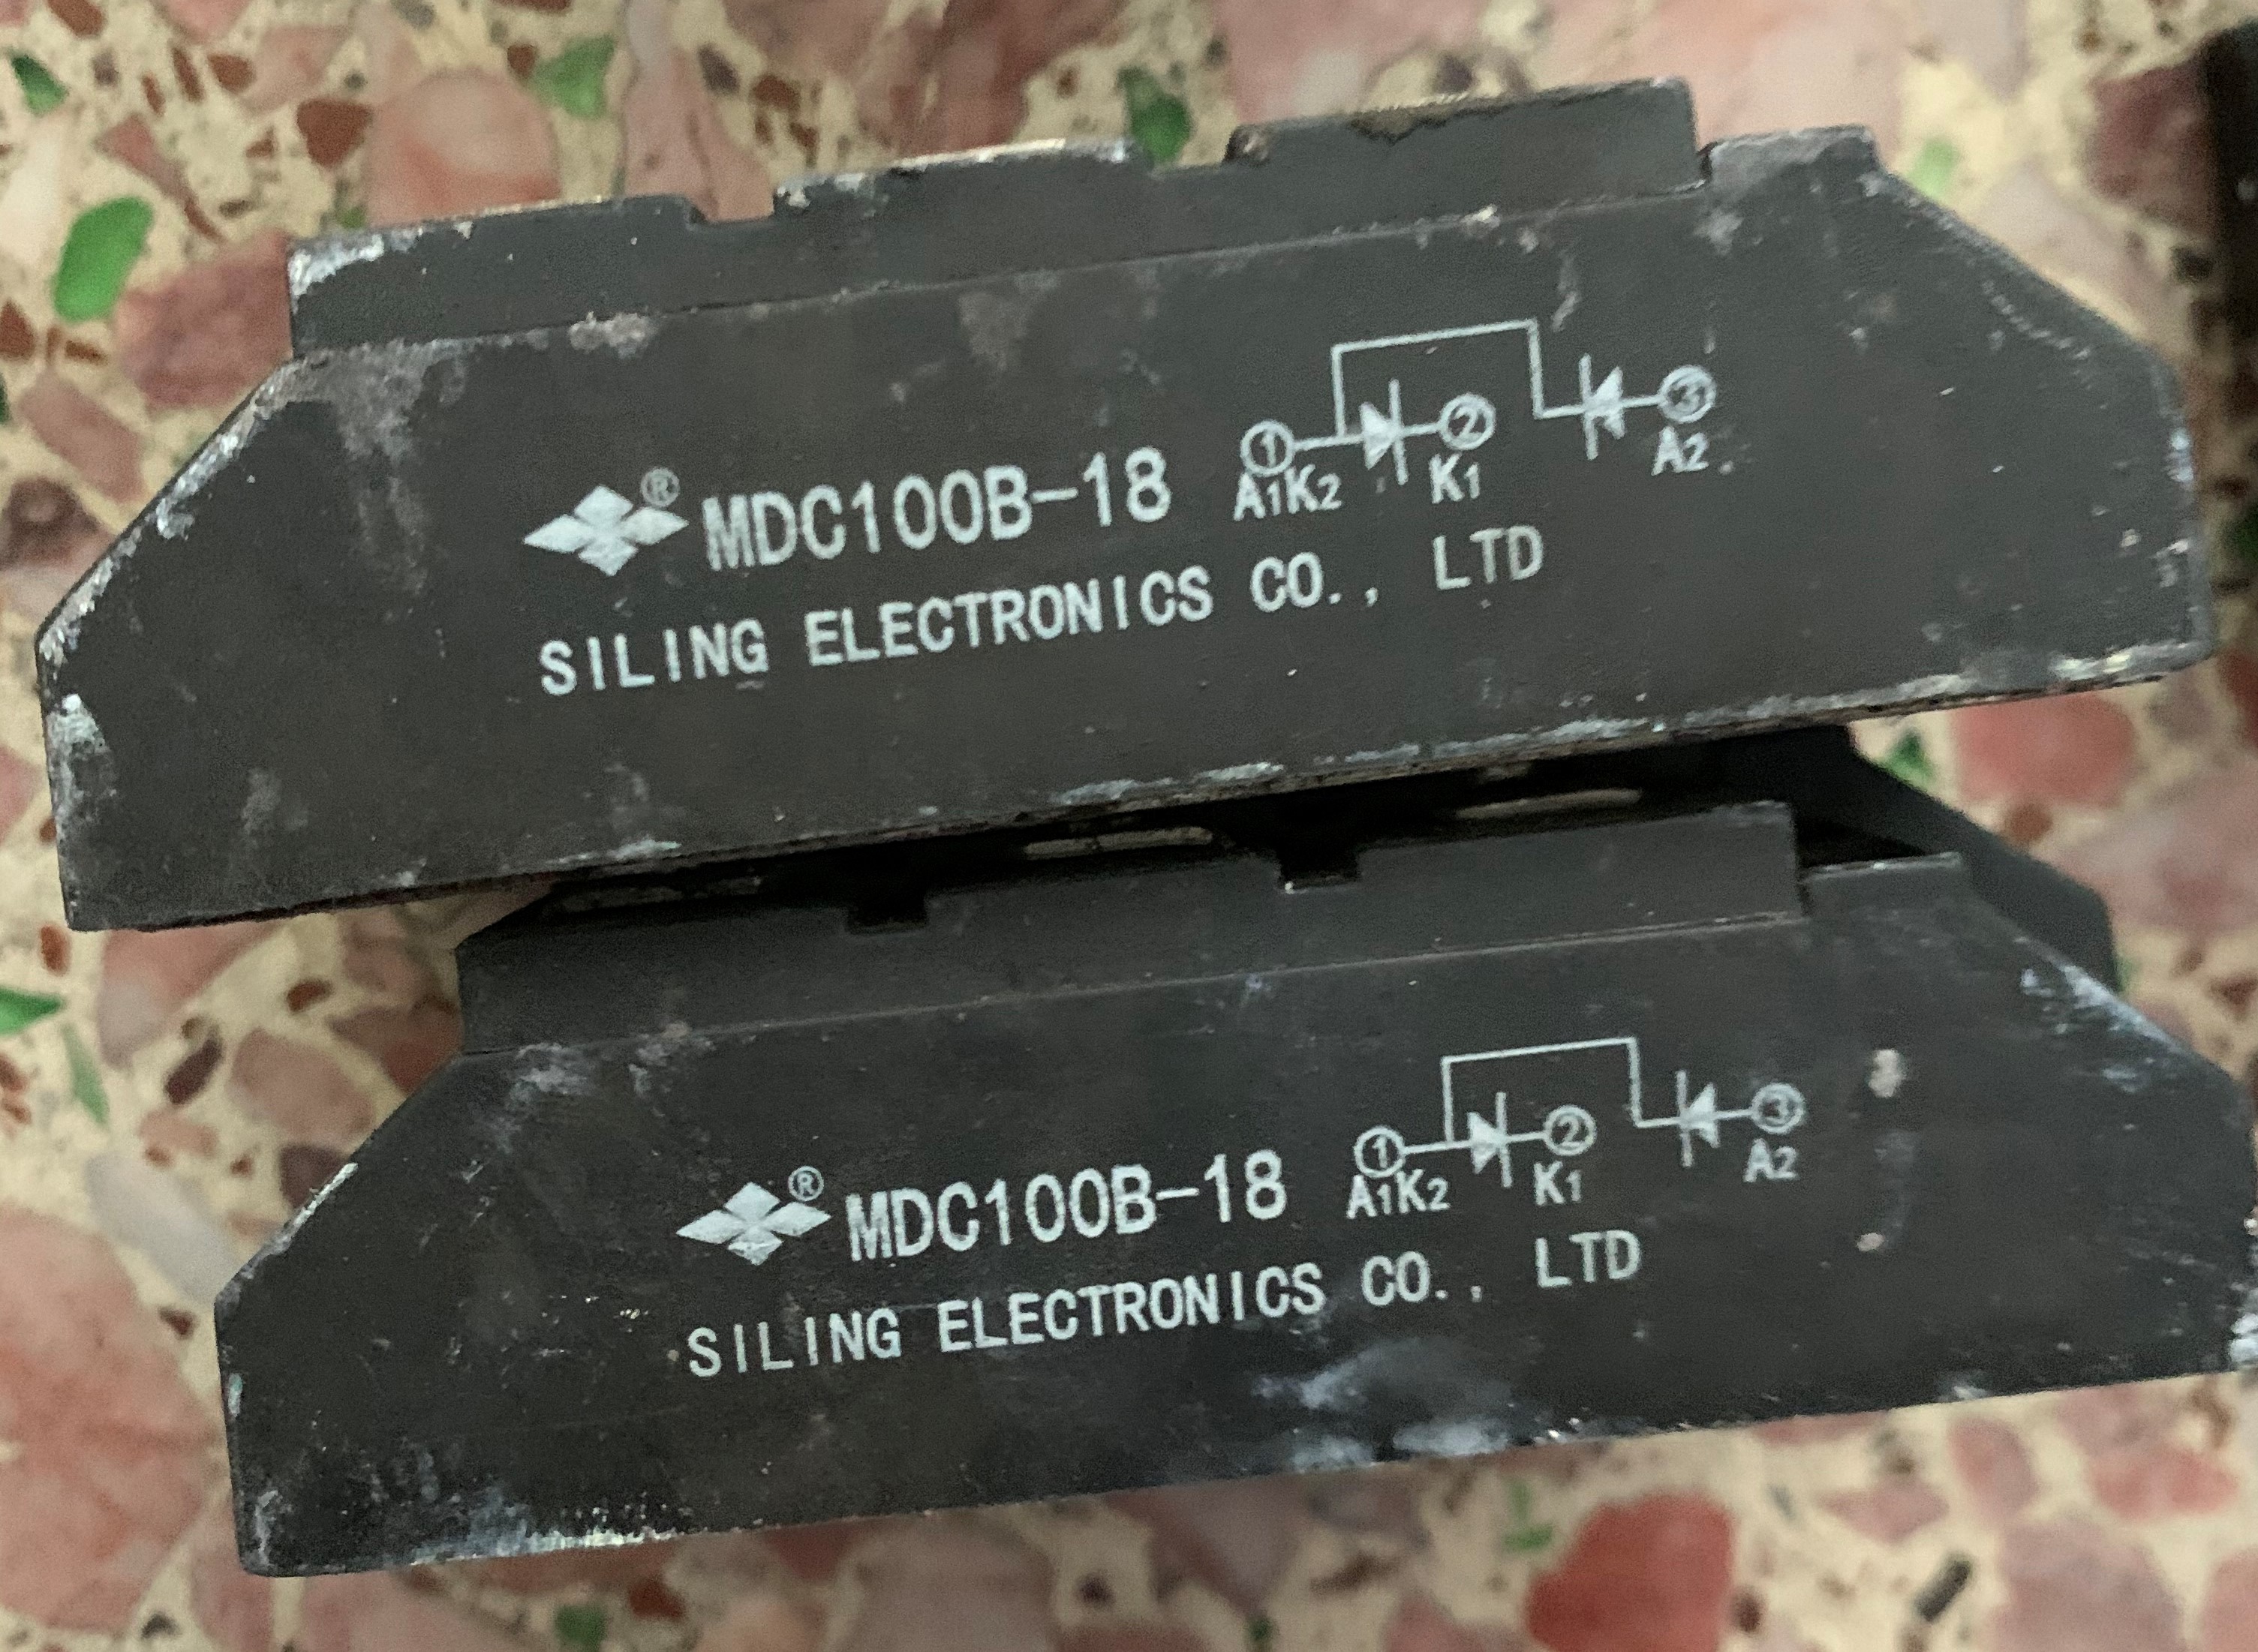 ® MDC100B-18
① ② ③
A1K2 K1 A2
SILING ELECTRONICS CO., LTD
® MDC100B-18
① ② ③
A1K2 K1 A2
SILING ELECTRONICS CO., LTD